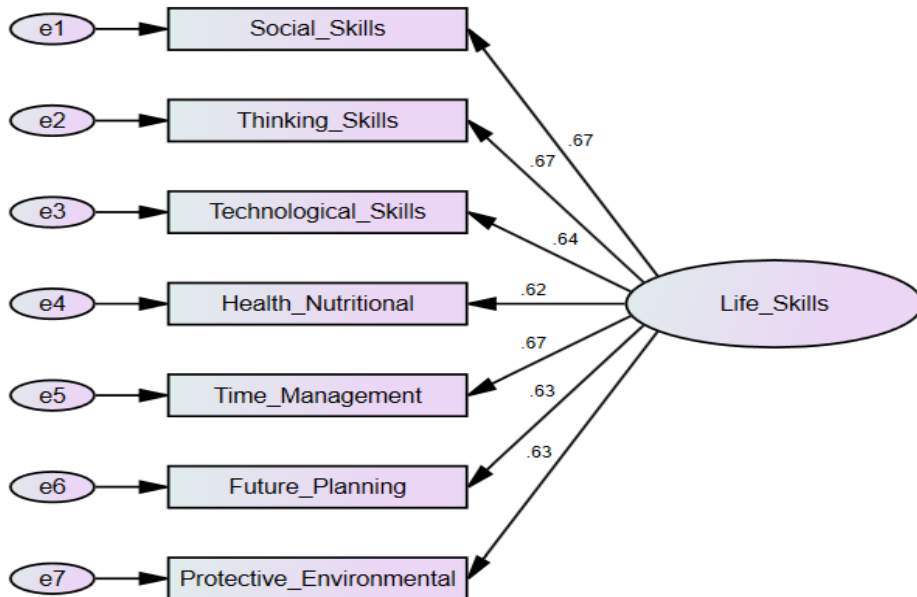 e1
Social_Skills
.67
e2
Thinking_Skills
.67
e3
Technological_Skills
.64
e4
Health_Nutritional
.62
Life_Skills
e5
Time_Management
.67
e6
Future_Planning
.63
e7
Protective_Environmental
.63